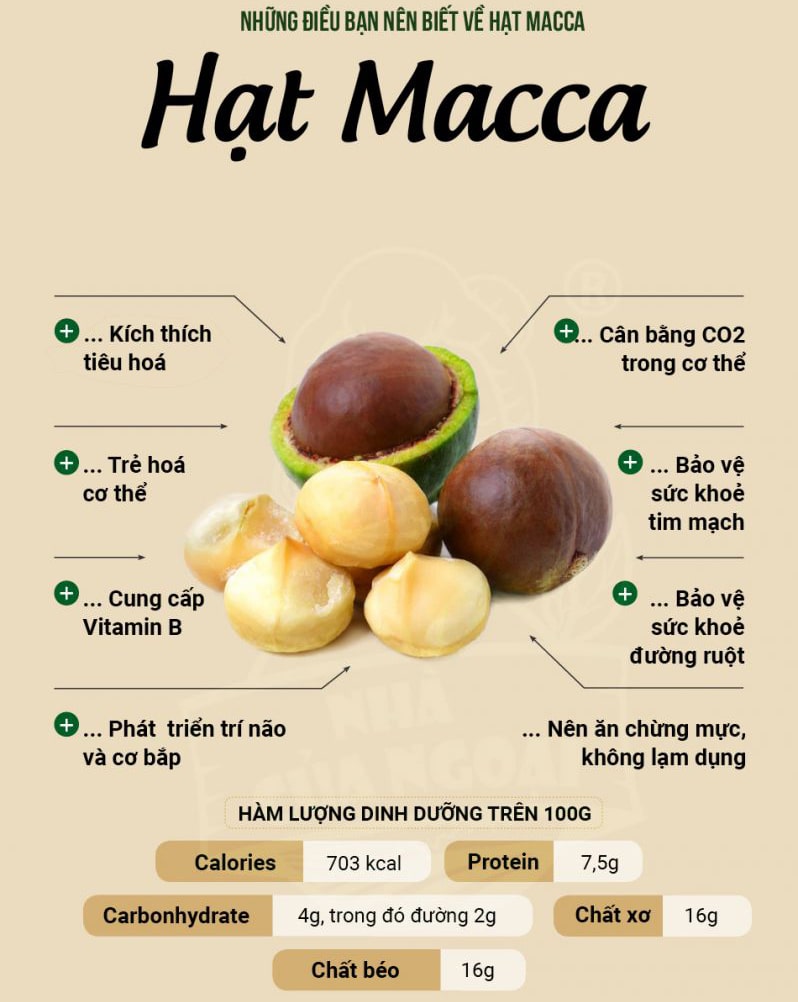 NHỮNG ĐIỀU BẠN NÊN BIẾT VỀ HẠT MACCA
Hạt Macca
... Kích thích
tiêu hoá
... Cân bằng CO2
trong cơ thể
... Trẻ hoá
cơ thể
... Bảo vệ
sức khoẻ
tim mạch
... Cung cấp
Vitamin B
... Bảo vệ
sức khoẻ
đường ruột
... Phát triển trí não
và cơ bắp
... Nên ăn chừng mực,
không lạm dụng
NHÀ
CỦA NGOẠI
HÀM LƯỢNG DINH DƯỠNG TRÊN 100G
Calories 703 kcal Protein 7,5g
Carbonhydrate 4g, trong đó đường 2g Chất xơ 16g
Chất béo 16g